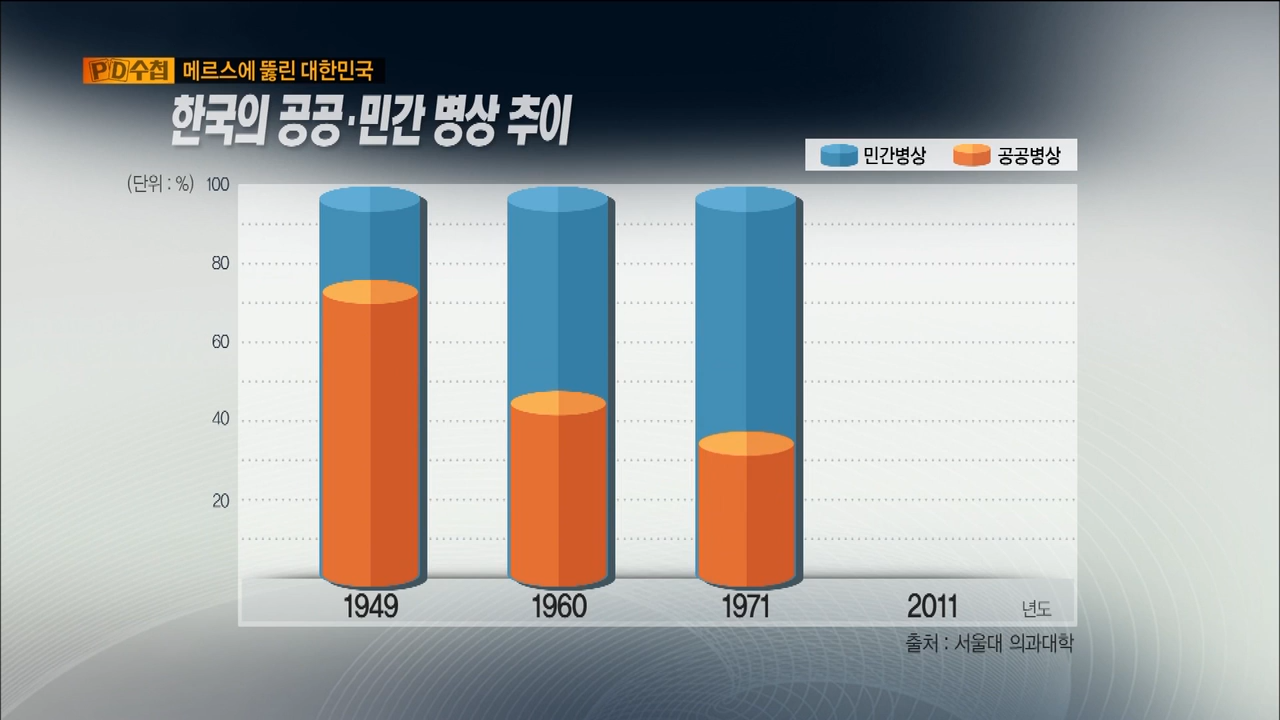 PD수첩 메르스에 뚫린 대한민국
한국의 공공·민간 병상 추이
민간병상 공공병상
(단위 : %) 100
80
60
40
20
1949 1960 1971 2011 년도
출처 : 서울대 의과대학